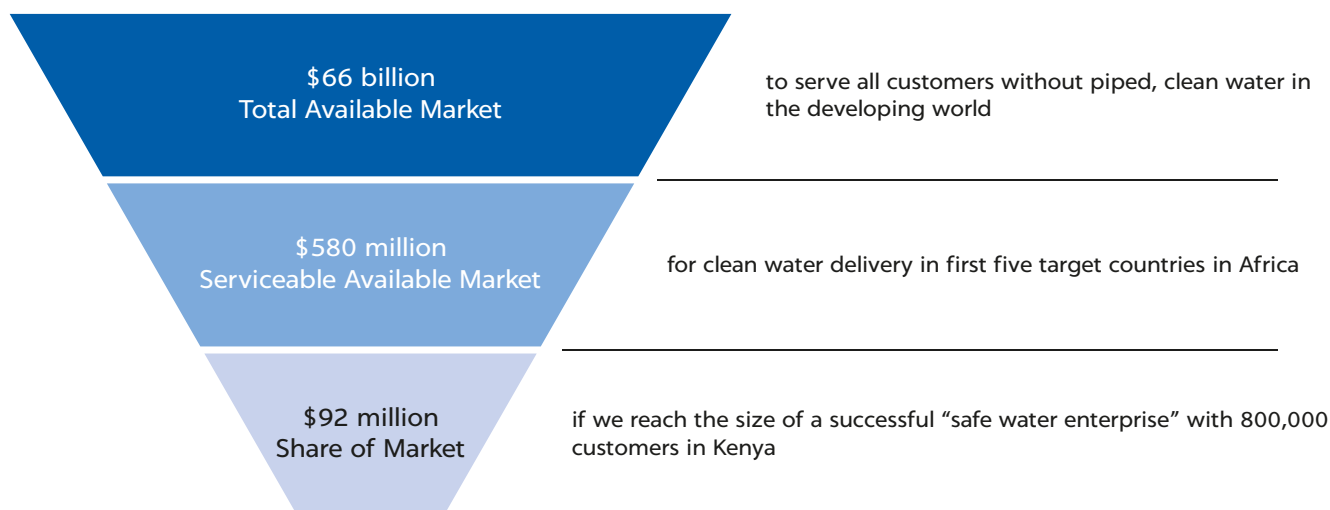 $66 billion
Total Available Market
to serve all customers without piped, clean water in
the developing world
$580 million
Serviceable Available Market
for clean water delivery in first five target countries in Africa
$92 million
Share of Market
if we reach the size of a successful “safe water enterprise” with 800,000
customers in Kenya